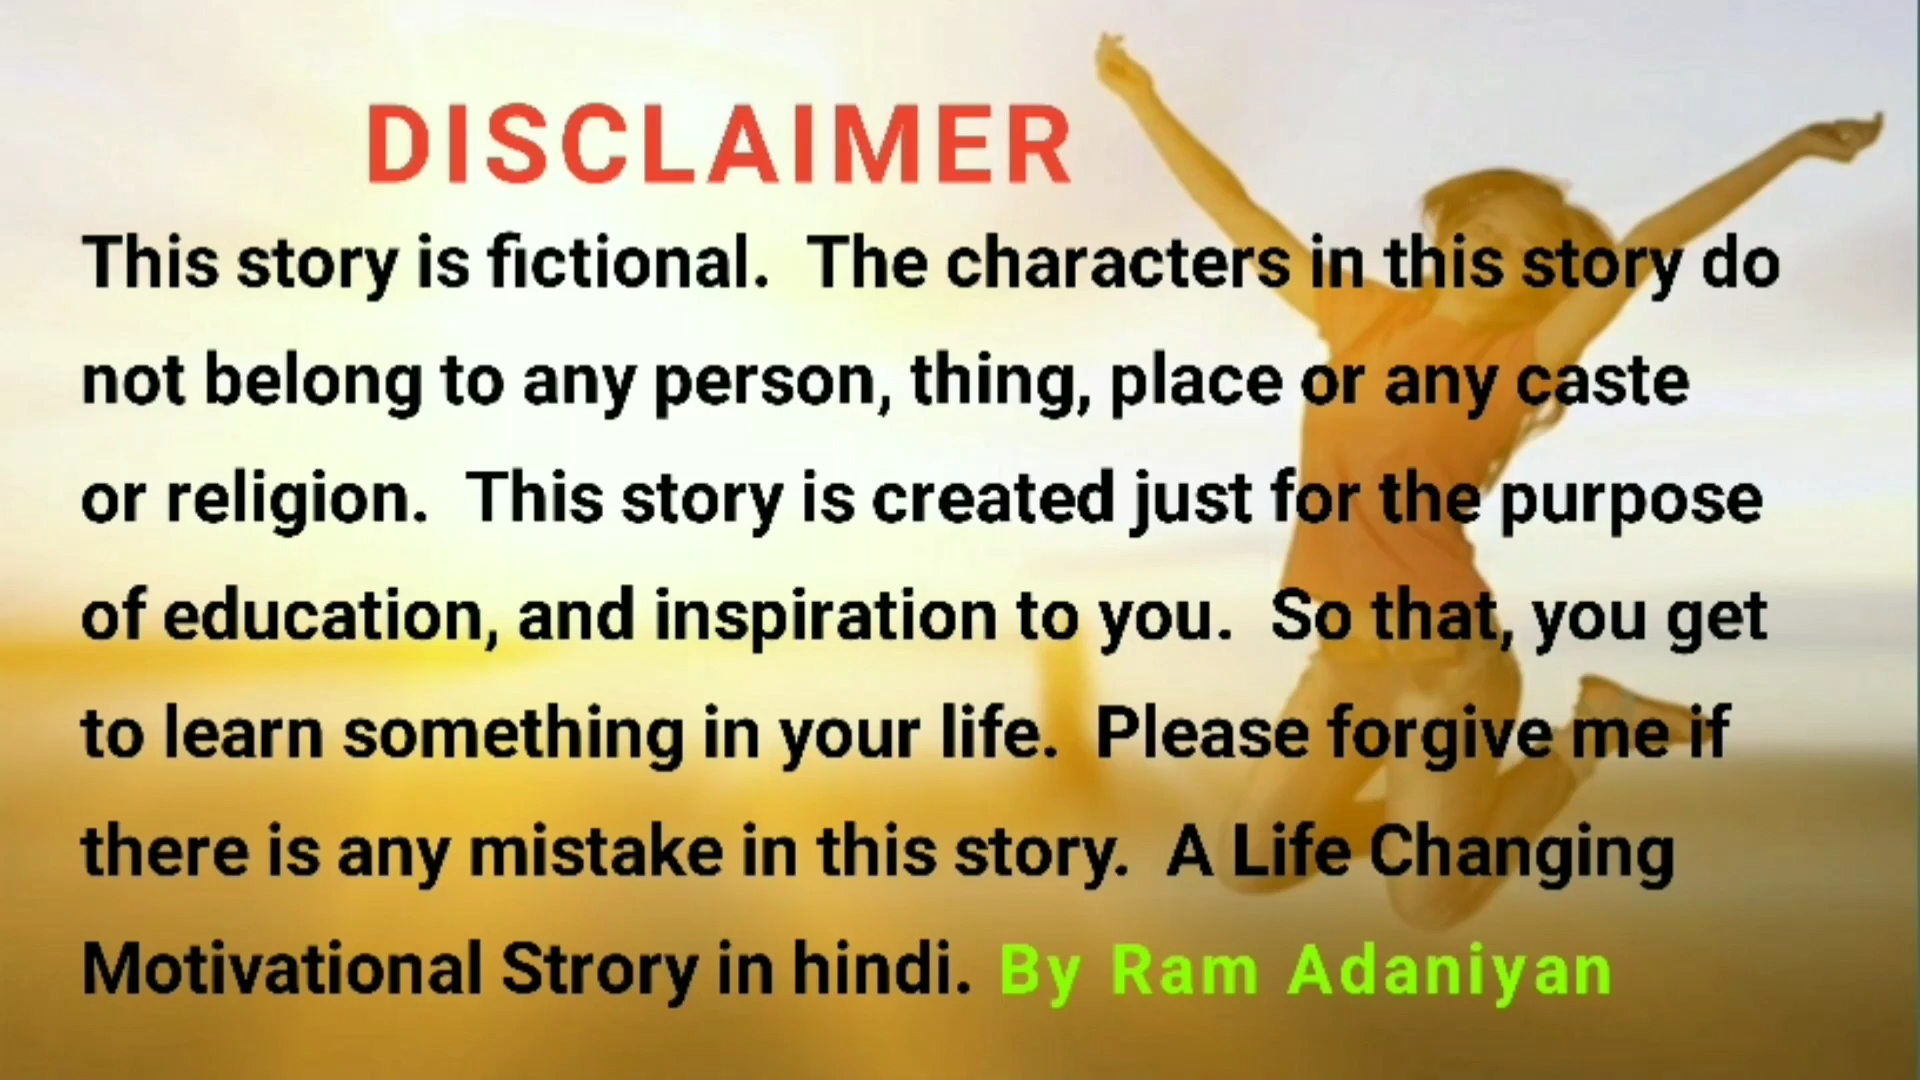 DISCLAIMER
This story is fictional. The characters in this story do
not belong to any person, thing, place or any caste
or religion. This story is created just for the purpose
of education, and inspiration to you. So that, you get
to learn something in your life. Please forgive me if
there is any mistake in this story. A Life Changing
Motivational Strory in hindi. By Ram Adaniyan